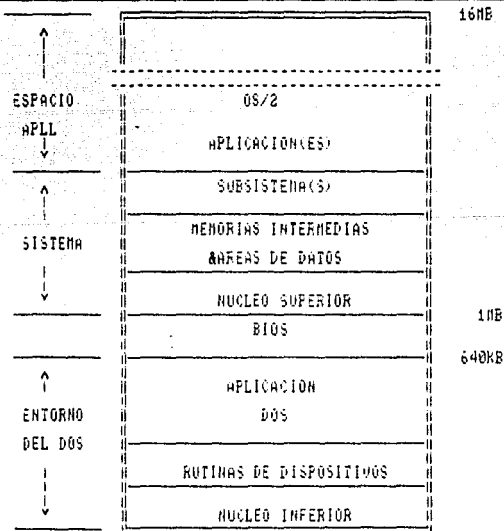 16MB
ESPACIO
APLL
OS/2
APLICACION(ES)
SUBSISTEMA(S)
SISTEMA
MEMORIAS INTERMEDIAS
&AREAS DE DATOS
NUCLEO SUPERIOR
1MB
BIOS
640KB
ENTORNO
DEL DOS
APLICACION
DOS
RUTINAS DE DISPOSITIVOS
NUCLEO INFERIOR